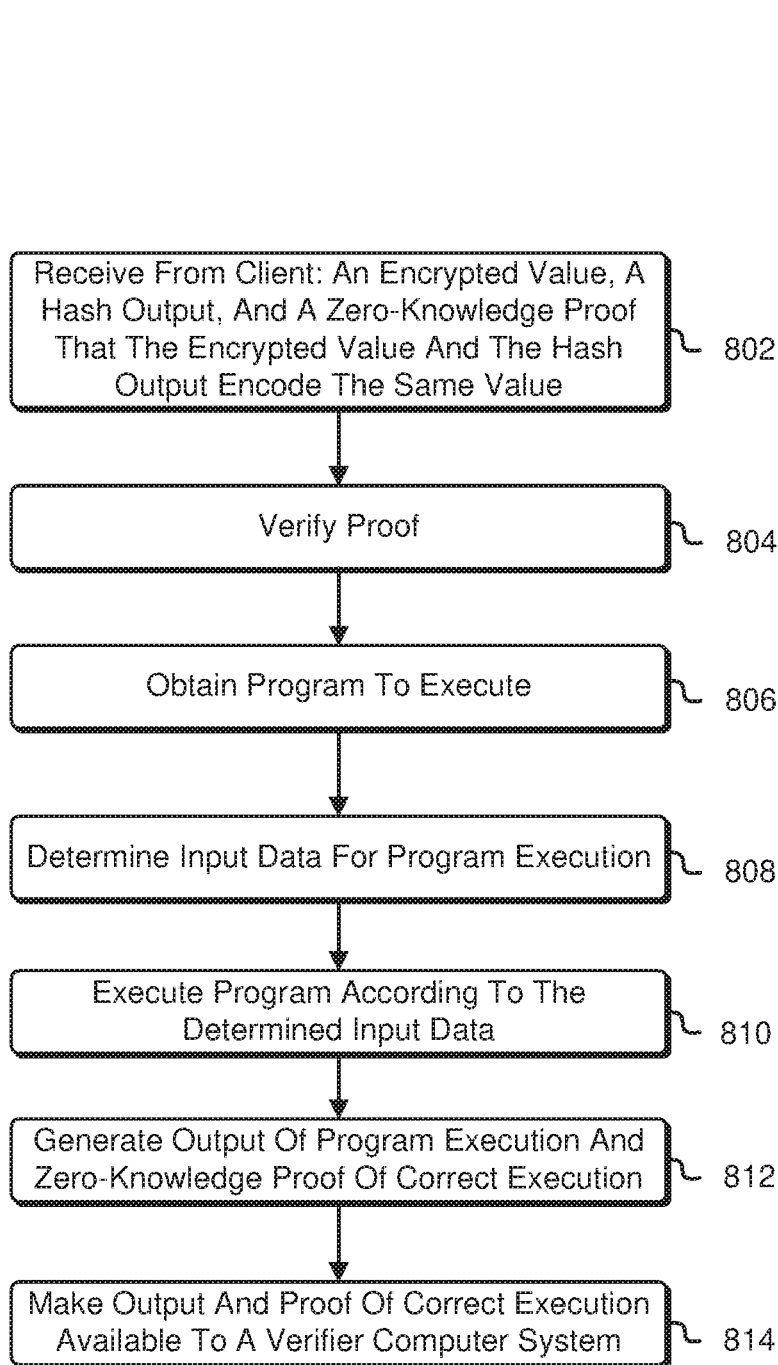 Receive From Client: An Encrypted Value, A
Hash Output, And A Zero-Knowledge Proof
That The Encrypted Value And The Hash
Output Encode The Same Value
802
Verify Proof
804
Obtain Program To Execute
806
Determine Input Data For Program Execution
808
Execute Program According To The
Determined Input Data
810
Generate Output Of Program Execution And
Zero-Knowledge Proof Of Correct Execution
812
Make Output And Proof Of Correct Execution
Available To A Verifier Computer System
814